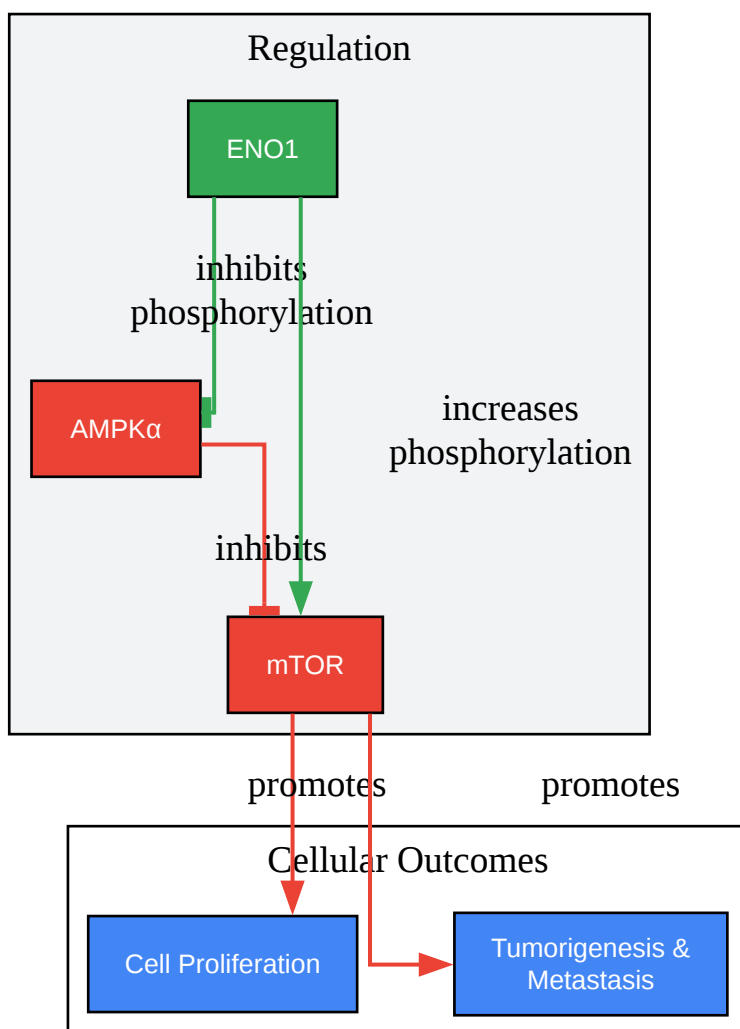 Regulation
ENO1
inhibits
phosphorylation
AMPKα
increases
phosphorylation
inhibits
mTOR
promotes
promotes
Cellular Outcomes
Cell Proliferation
Tumorigenesis &
Metastasis